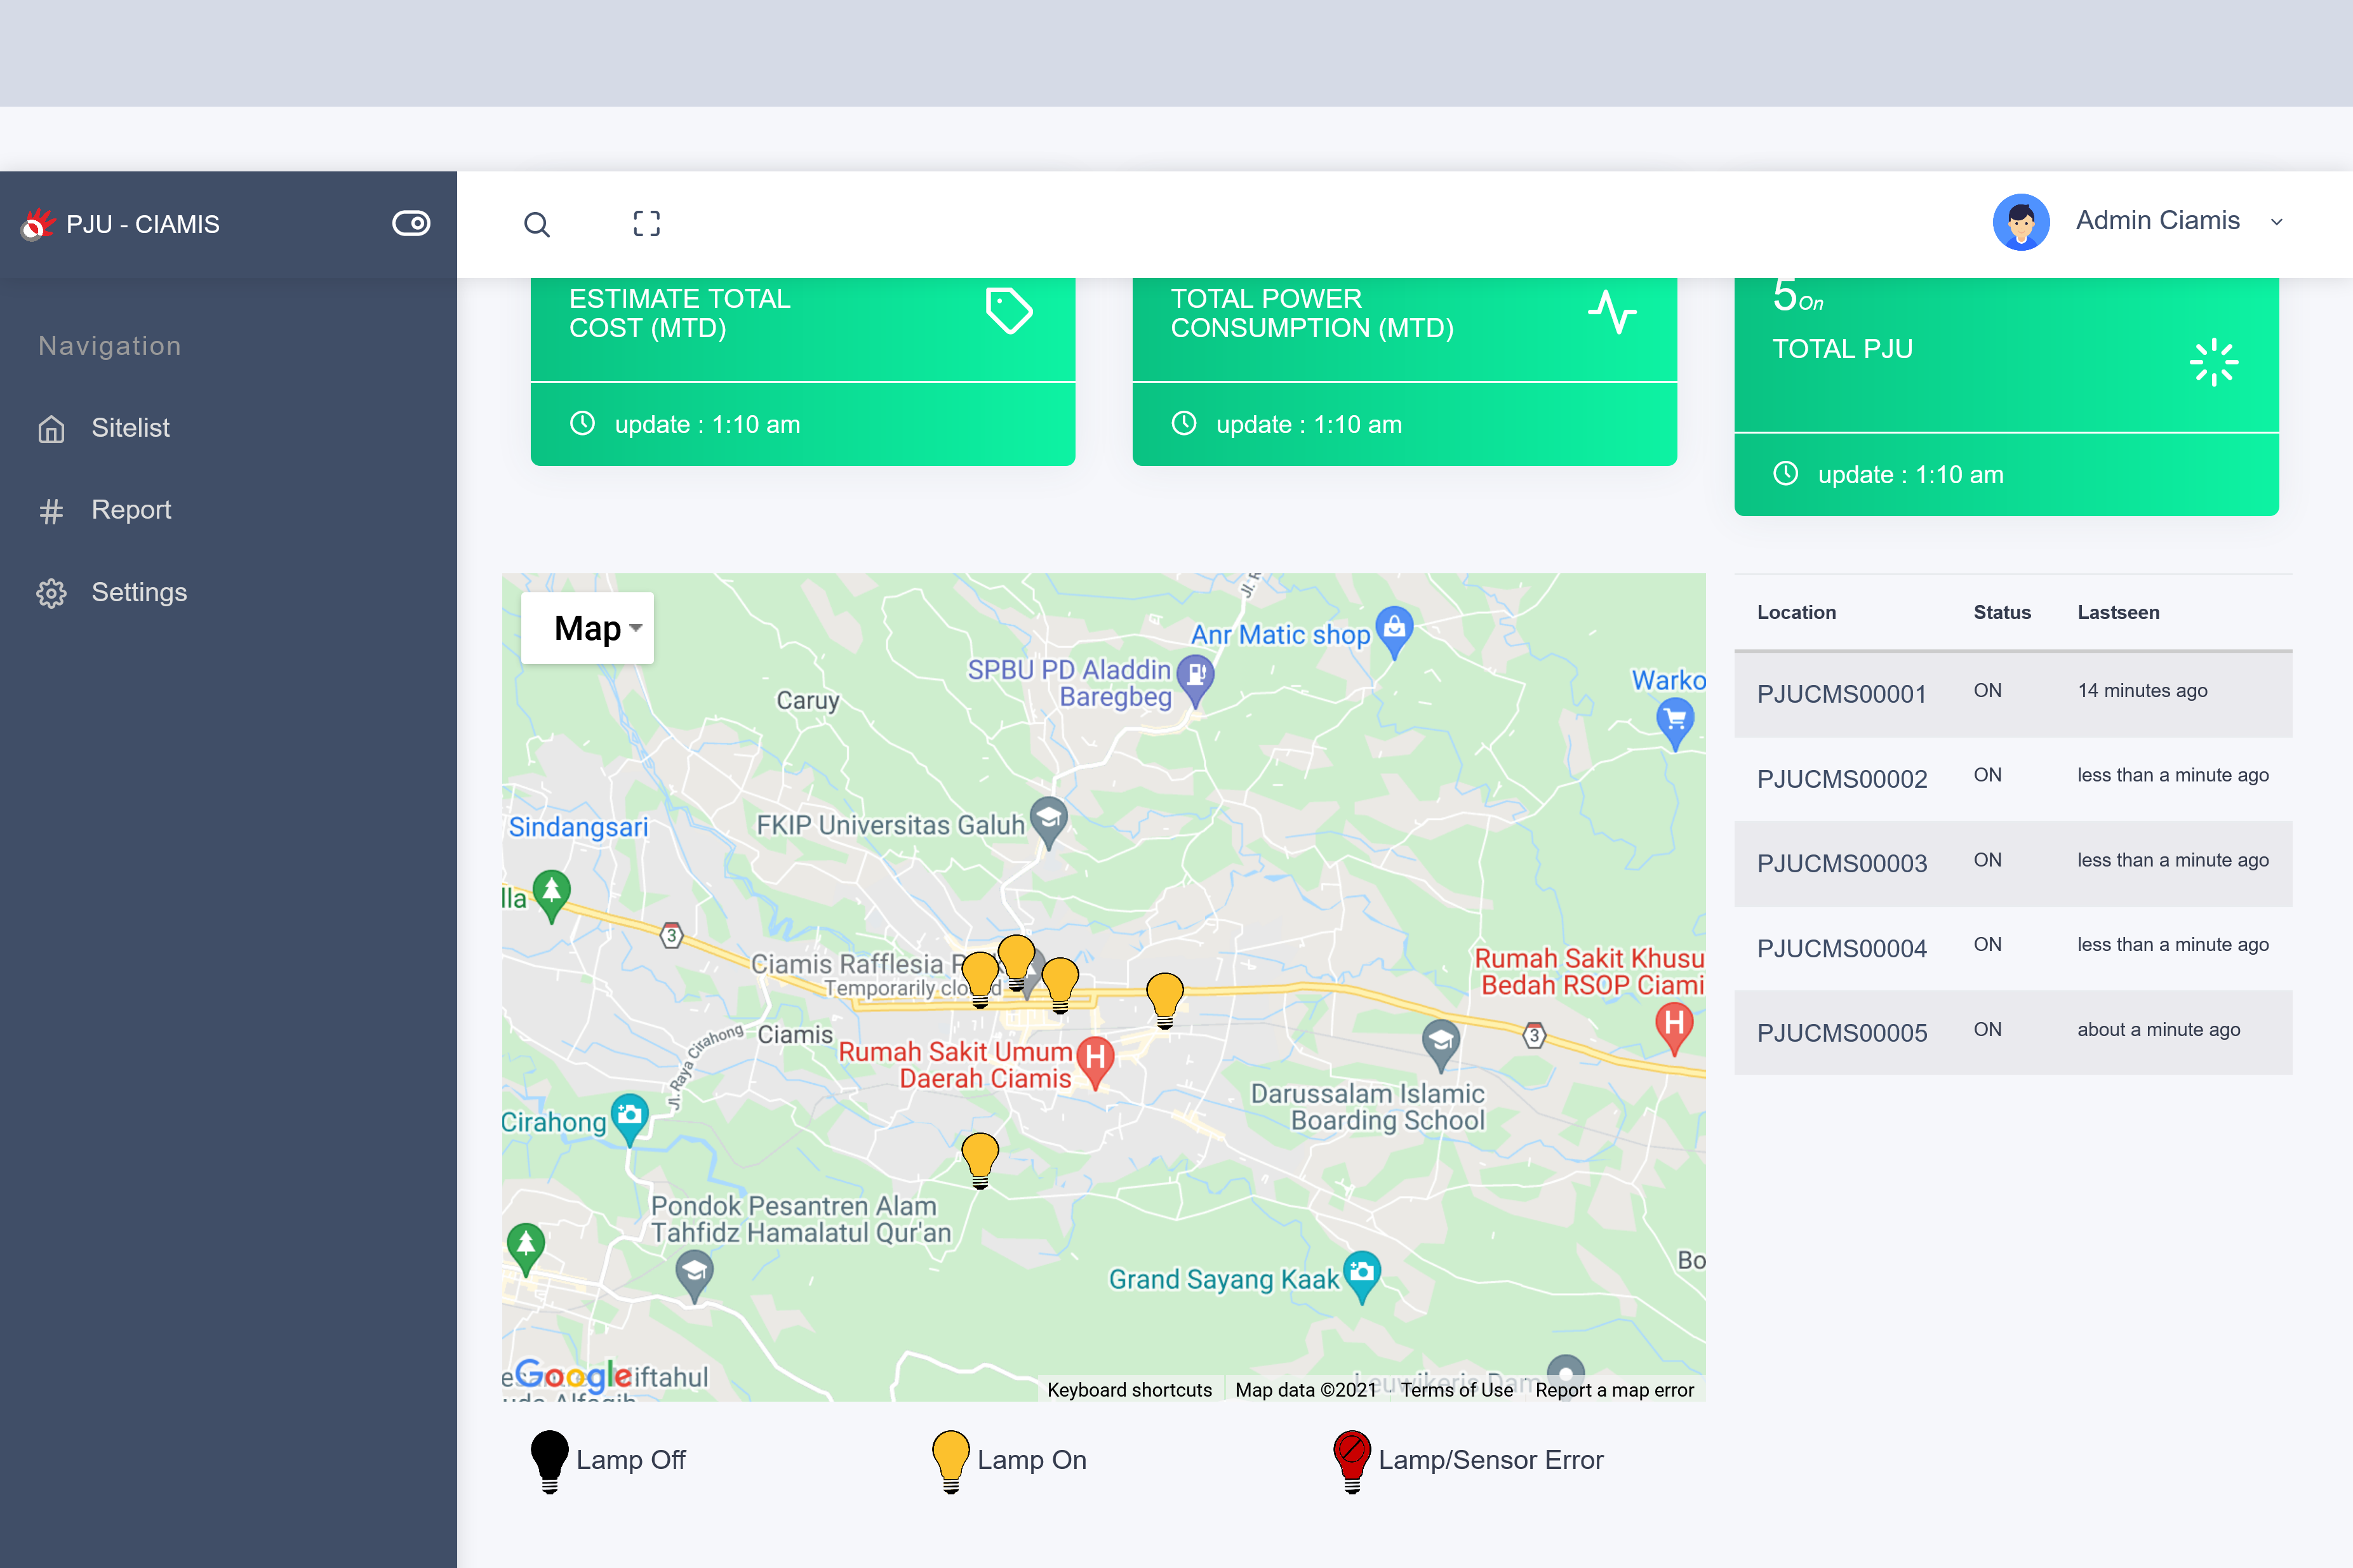 PJU - CIAMIS
Admin Ciamis
Navigation
Sitelist
Report
Settings
ESTIMATE TOTAL
COST (MTD)
update : 1:10 am
TOTAL POWER
CONSUMPTION (MTD)
update : 1:10 am
5 On
TOTAL PJU
update : 1:10 am
Map
Jl.
Anr Matic shop
SPBU PD Aladdin
Baregbeg
Warko
Caruy
FKIP Universitas Galuh
Sindangsari
lla
3
Ciamis Rafflesia
Temporarily
Rumah Sakit Khusu
Bedah RSOP Ciami
Ciamis
3
Jl. Raya Cirahong
Rumah Sakit Umum
Daerah Ciamis
Darussalam Islamic
Boarding School
Cirahong
Pondok Pesantren Alam
Tahfidz Hamalatul Qur'an
Bo
Grand Sayang Kaak
Google
iftahul
Leuwikeris Dam
Keyboard shortcuts
Map data ©2021
Terms of Use
Report a map error
Lamp Off
Lamp On
Lamp/Sensor Error
Location Status Lastseen
PJUCMS00001 ON 14 minutes ago
PJUCMS00002 ON less than a minute ago
PJUCMS00003 ON less than a minute ago
PJUCMS00004 ON less than a minute ago
PJUCMS00005 ON about a minute ago